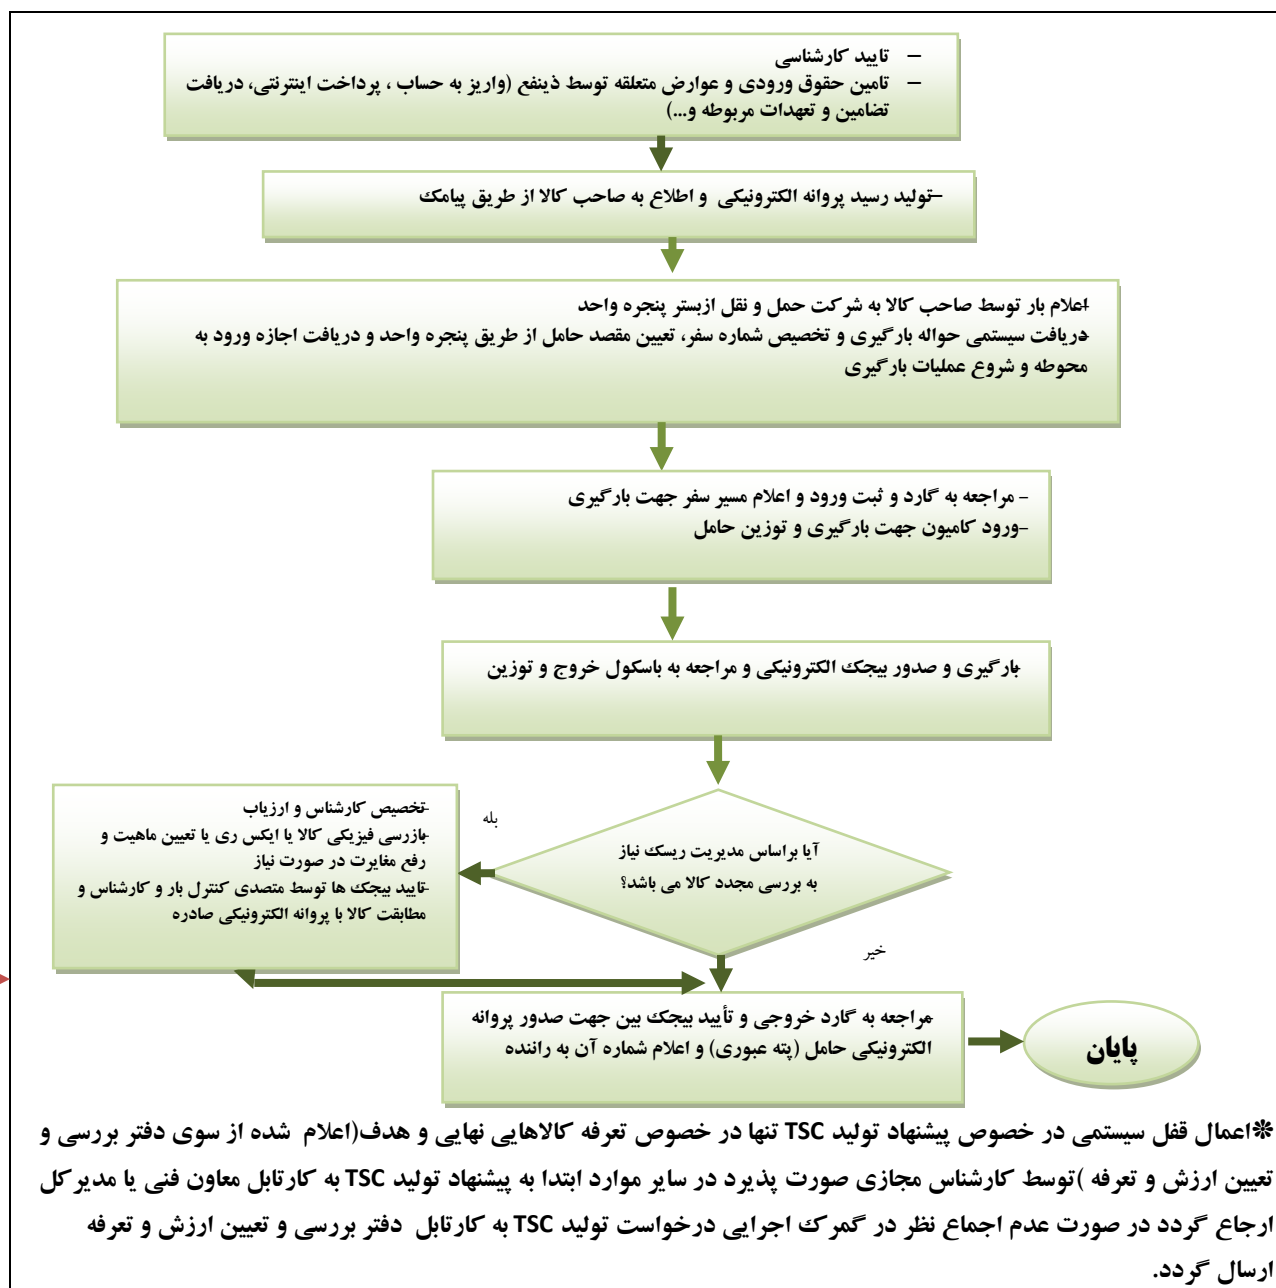 – تایید کارشناسی
– تامین حقوق ورودی و عوارض متعلقه توسط ذینفع (واریز به حساب ، پرداخت اینترنتی، دریافت
تضامین و تعهدات مربوطه و...)
–تولید رسید پروانه الکترونیکی و اطلاع به صاحب کالا از طریق پیامک
-اعلام بار توسط صاحب کالا به شرکت حمل و نقل ازبستر پنجره واحد
-دریافت سیستمی حواله بارگیری و تخصیص شماره سفر، تعیین مقصد حامل از طریق پنجره واحد و دریافت اجازه ورود به
محوطه و شروع عملیات بارگیری
– مراجعه به گارد و ثبت ورود و اعلام مسیر سفر جهت بارگیری
–ورود کامیون جهت بارگیری و توزین حامل
-بارگیری و صدور بیجک الکترونیکی و مراجعه به باسکول خروج و توزین
آیا براساس مدیریت ریسک نیاز
به بررسی مجدد کالا می باشد؟
بله
-تخصیص کارشناس و ارزیاب
-بازرسی فیزیکی کالا یا ایکس ری یا تعیین ماهیت و
رفع مغایرت در صورت نیاز
-تایید بیجک ها توسط متصدی کنترل بار و کارشناس و
مطابقت کالا با پروانه الکترونیکی صادره
خیر
-مراجعه به گارد خروجی و تأیید بیجک بین جهت صدور پروانه
الکترونیکی حامل (پته عبوری) و اعلام شماره آن به راننده
پایان
❋اعمال قفل سیستمی در خصوص پیشنهاد تولید TSC تنها در خصوص تعرفه کالاهایی نهایی و هدف(اعلام شده از سوی دفتر بررسی و
تعیین ارزش و تعرفه )توسط کارشناس مجازی صورت پذیرد در سایر موارد ابتدا به پیشنهاد تولید TSC به کارتابل معاون فنی یا مدیرکل
ارجاع گردد در صورت عدم اجماع نظر در گمرک اجرایی درخواست تولید TSC به کارتابل دفتر بررسی و تعیین ارزش و تعرفه
ارسال گردد.